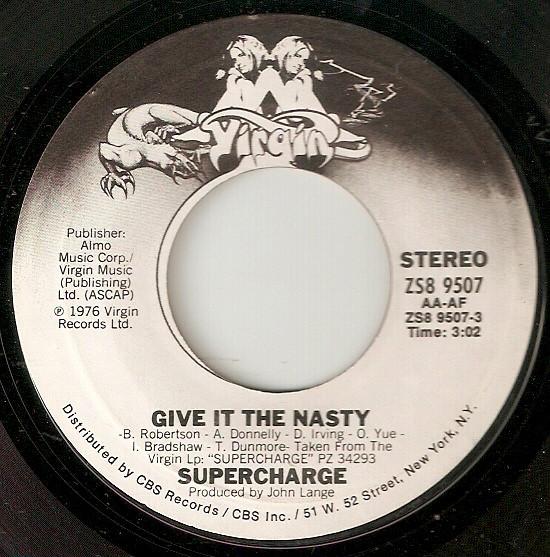 Virgin
Publisher:
Almo
Music Corp./
Virgin Music
(Publishing)
Ltd. (ASCAP)
℗ 1976 Virgin
Records Ltd.
STEREO
ZS8 9507
AA-AF
ZS8 9507-3
Time: 3:02
GIVE IT THE NASTY
-B. Robertson - A. Donnelly - D. Irving - O. Yue -
I. Bradshaw - T. Dunmore- Taken From The
Virgin Lp: "SUPERCHARGE" PZ 34293
SUPERCHARGE
Produced by John Lange
Distributed by CBS Records / CBS Inc. / 51 W. 52 Street, New York, N.Y.